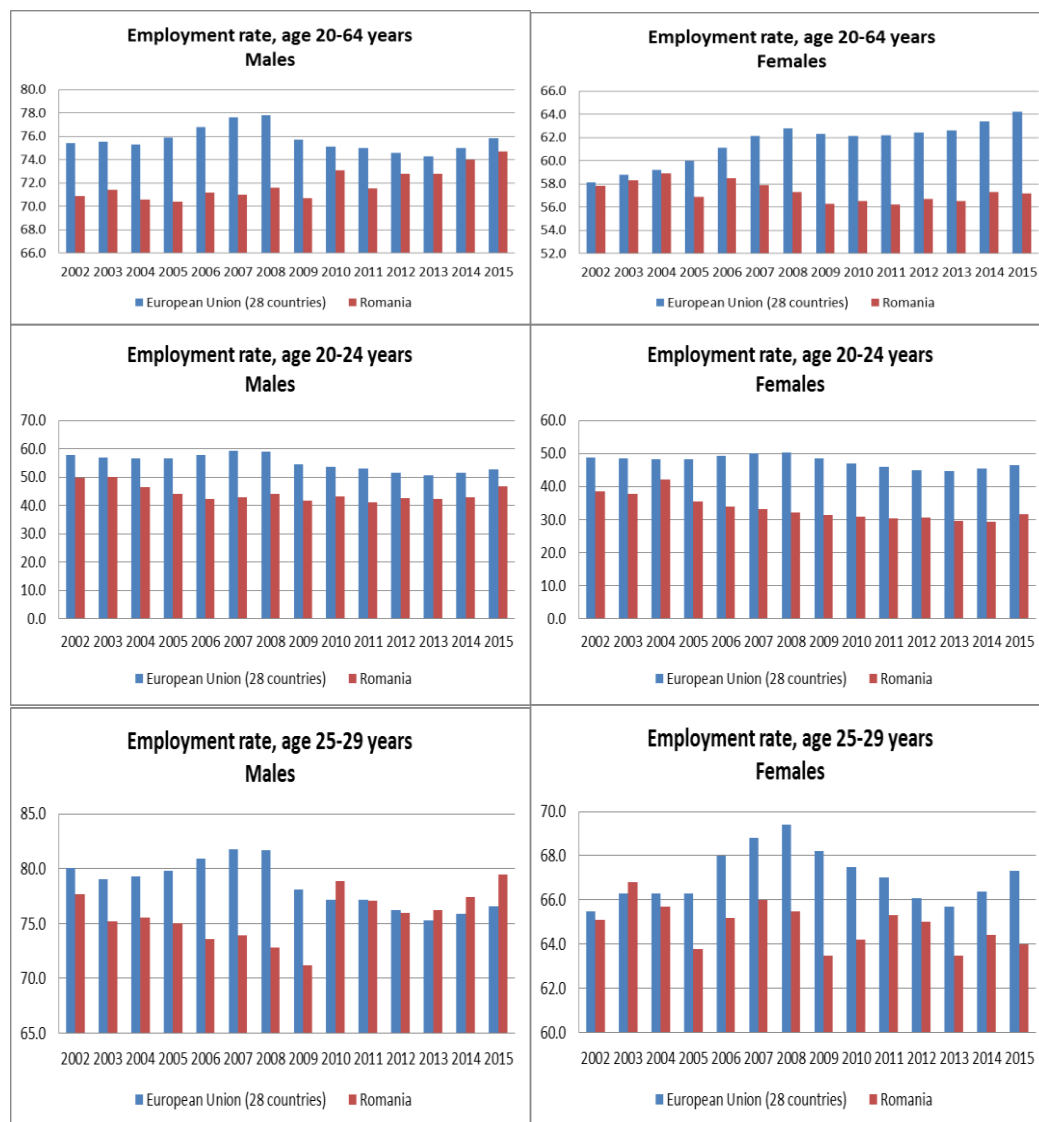 Employment rate, age 20-64 years
Males
80.0
78.0
76.0
74.0
72.0
70.0
68.0
66.0
2002 2003 2004 2005 2006 2007 2008 2009 2010 2011 2012 2013 2014 2015
European Union (28 countries) Romania
Employment rate, age 20-64 years
Females
66.0
64.0
62.0
60.0
58.0
56.0
54.0
52.0
2002 2003 2004 2005 2006 2007 2008 2009 2010 2011 2012 2013 2014 2015
European Union (28 countries) Romania
Employment rate, age 20-24 years
Males
70.0
60.0
50.0
40.0
30.0
20.0
10.0
0.0
2002 2003 2004 2005 2006 2007 2008 2009 2010 2011 2012 2013 2014 2015
European Union (28 countries) Romania
Employment rate, age 20-24 years
Females
60.0
50.0
40.0
30.0
20.0
10.0
0.0
2002 2003 2004 2005 2006 2007 2008 2009 2010 2011 2012 2013 2014 2015
European Union (28 countries) Romania
Employment rate, age 25-29 years
Males
85.0
80.0
75.0
70.0
65.0
2002 2003 2004 2005 2006 2007 2008 2009 2010 2011 2012 2013 2014 2015
European Union (28 countries) Romania
Employment rate, age 25-29 years
Females
70.0
68.0
66.0
64.0
62.0
60.0
2002 2003 2004 2005 2006 2007 2008 2009 2010 2011 2012 2013 2014 2015
European Union (28 countries) Romania